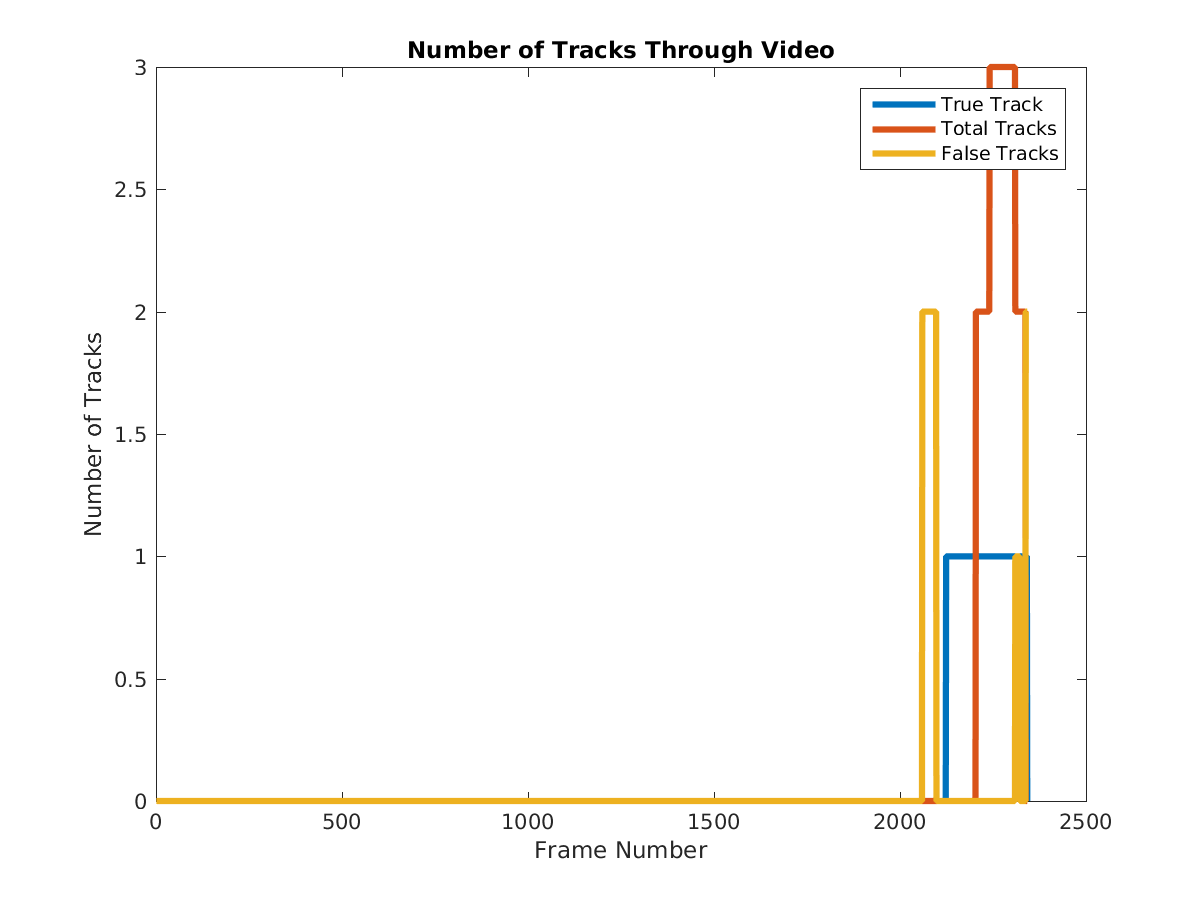 Number of Tracks Through Video
3
True Track
Total Tracks
False Tracks
2.5
2
1.5
1
0.5
0
Number of Tracks
0 500 1000 1500 2000 2500
Frame Number